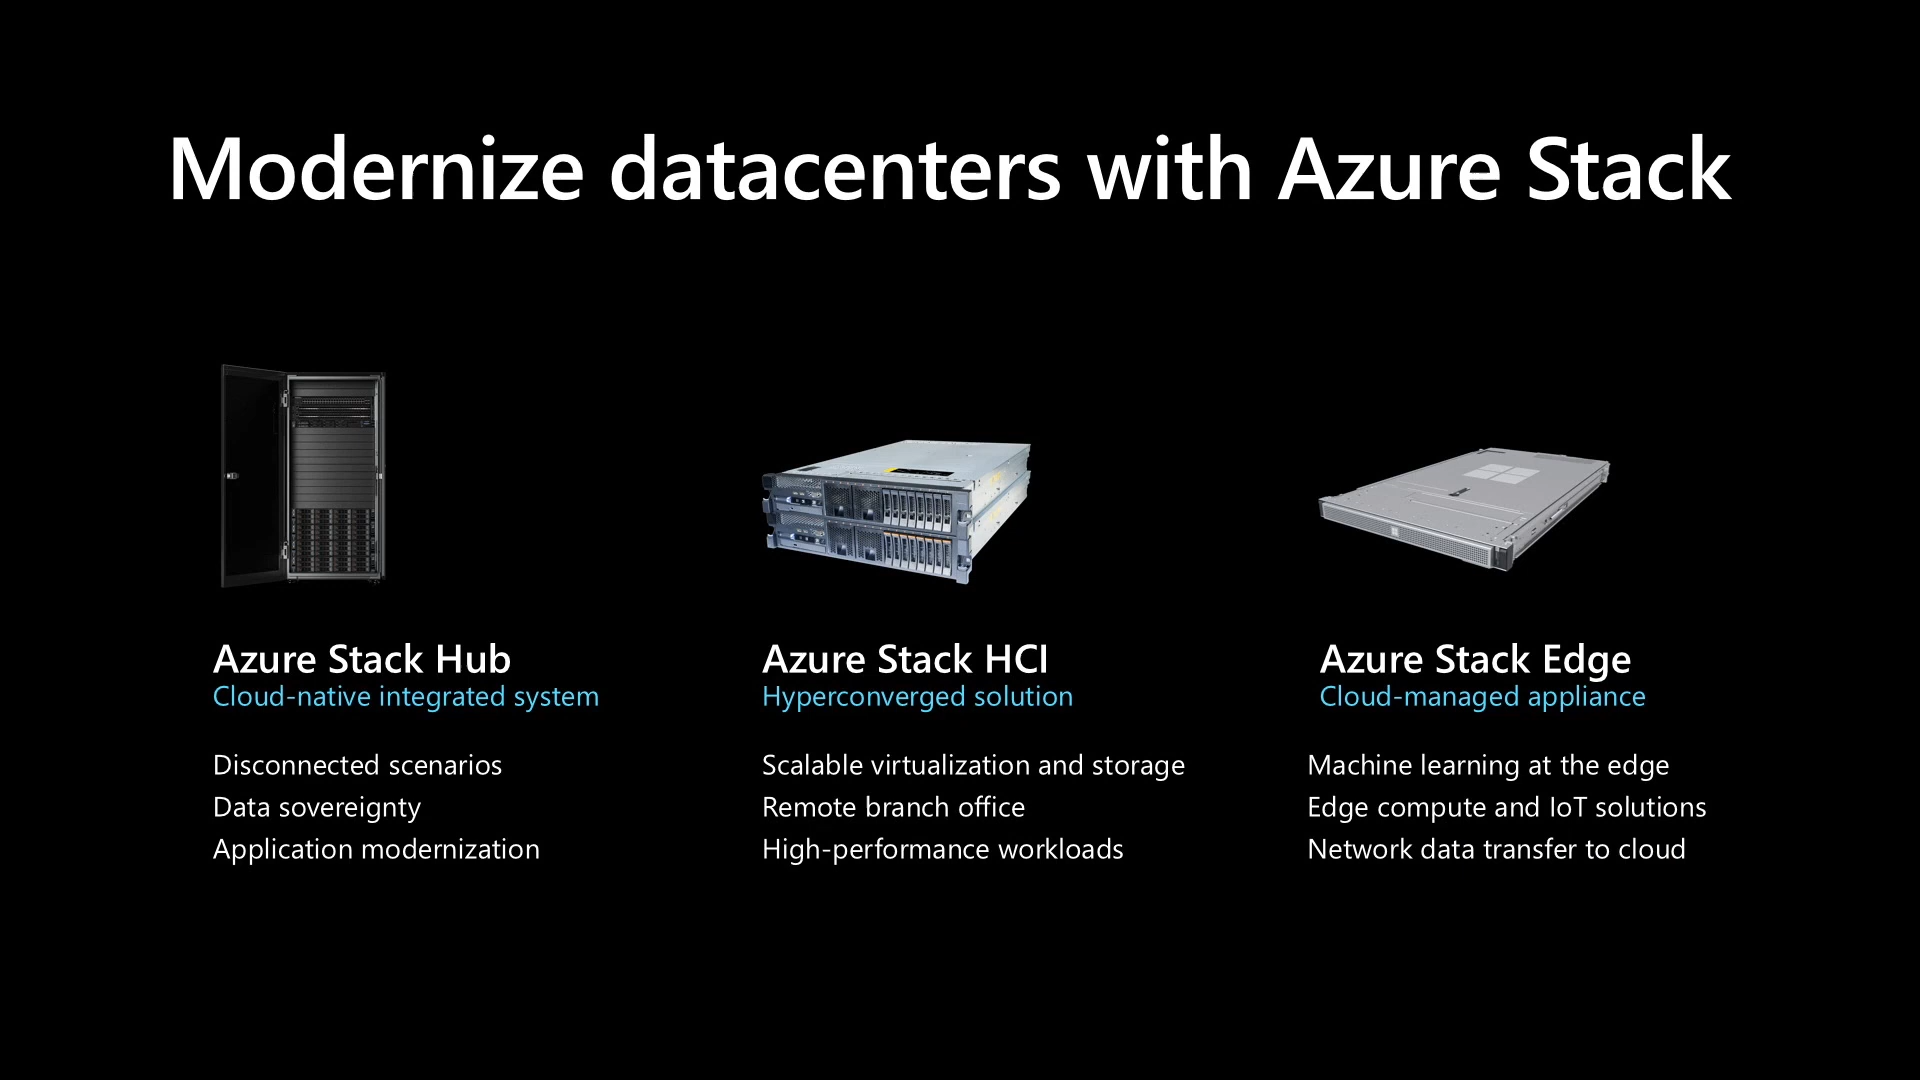 Modernize datacenters with Azure Stack
Azure Stack Hub
Cloud-native integrated system
Disconnected scenarios
Data sovereignty
Application modernization
Azure Stack HCI
Hyperconverged solution
Scalable virtualization and storage
Remote branch office
High-performance workloads
Azure Stack Edge
Cloud-managed appliance
Machine learning at the edge
Edge compute and IoT solutions
Network data transfer to cloud